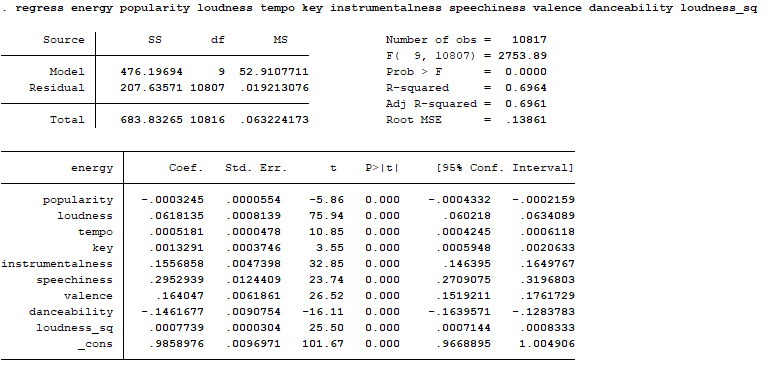 . regress energy popularity loudness tempo key instrumentalness speechiness valence danceability loudness_sq
Source | SS df MS Number of obs = 10817
F( 9, 10807) = 2753.89
Model | 476.19694 9 52.9107711 Prob > F = 0.0000
Residual | 207.63571 10807 .019213076 R-squared = 0.6964
Adj R-squared = 0.6961
Total | 683.83265 10816 .063224173 Root MSE = .13861
energy | Coef. Std. Err. t P>|t| [95% Conf. Interval]
popularity | -.0003245 .0000554 -5.86 0.000 -.0004332 -.0002159
loudness | .0618135 .0008139 75.94 0.000 .060218 .0634089
tempo | .0005181 .0000478 10.85 0.000 .0004245 .0006118
key | .0013291 .0003746 3.55 0.000 .0005948 .0020633
instrumentalness | .1556858 .0047398 32.85 0.000 .146395 .1649767
speechiness | .2952939 .0124409 23.74 0.000 .2709075 .3196803
valence | .164047 .0061861 26.52 0.000 .1519211 .1761729
danceability | -.1461677 .0090754 -16.11 0.000 -.1639571 -.1283783
loudness_sq | .0007739 .0000304 25.50 0.000 .0007144 .0008333
_cons | .9858976 .0096971 101.67 0.000 .9668895 1.004906